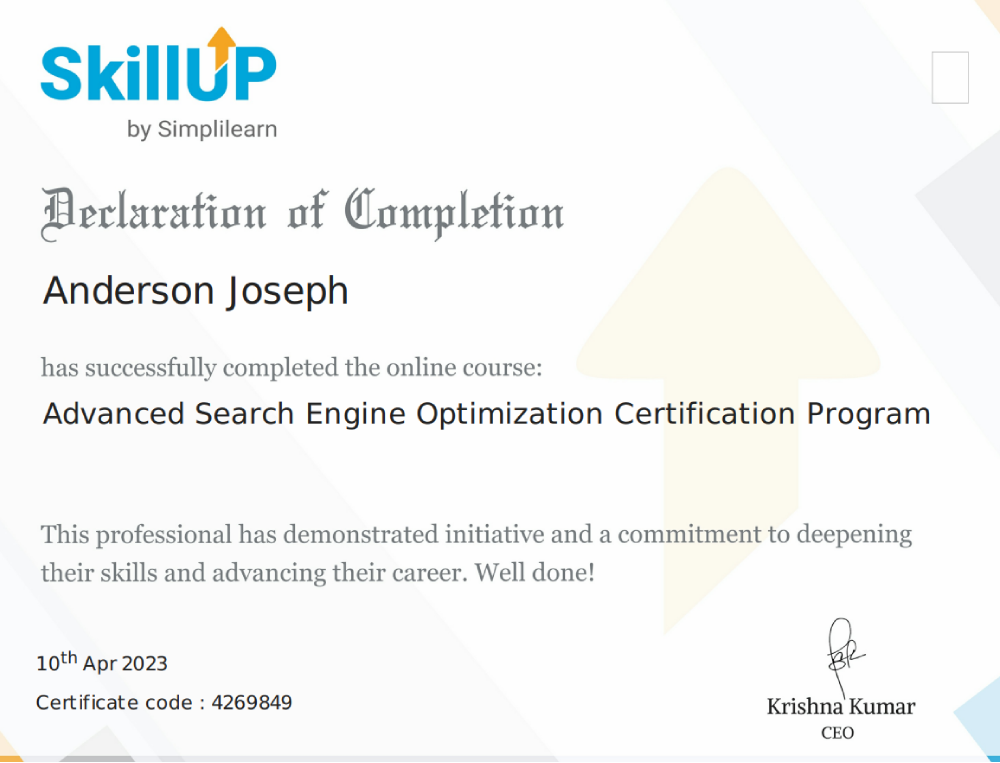 SkillUP
by Simplilearn
Declaration of Completion
Anderson Joseph
has successfully completed the online course:
Advanced Search Engine Optimization Certification Program
This professional has demonstrated initiative and a commitment to deepening
their skills and advancing their career. Well done!
10th Apr 2023
Certificate code : 4269849
Krishna Kumar
CEO